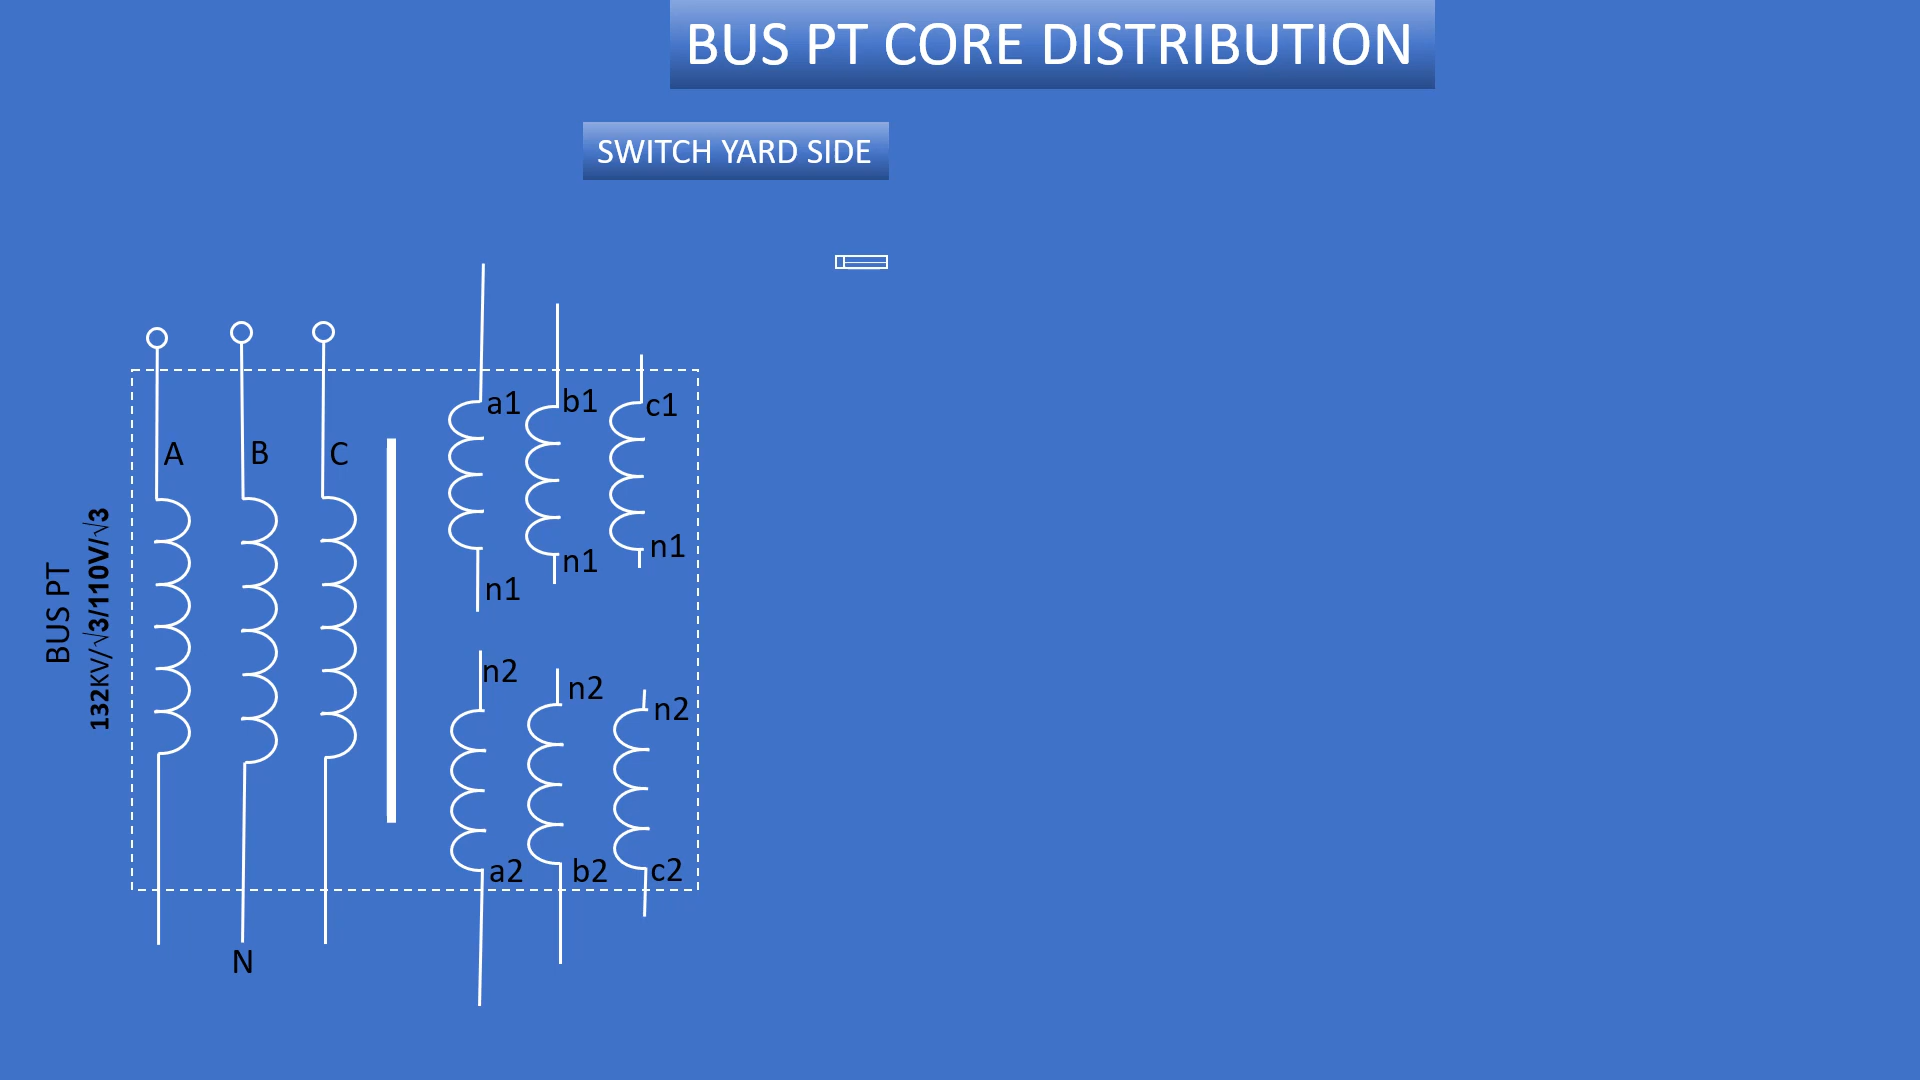 BUS PT CORE DISTRIBUTION
SWITCH YARD SIDE
a1
b1
c1
A
B
C
n1
n1
n1
BUS PT
132KV/√3/110V/√3
n2
n2
n2
a2
b2
c2
N